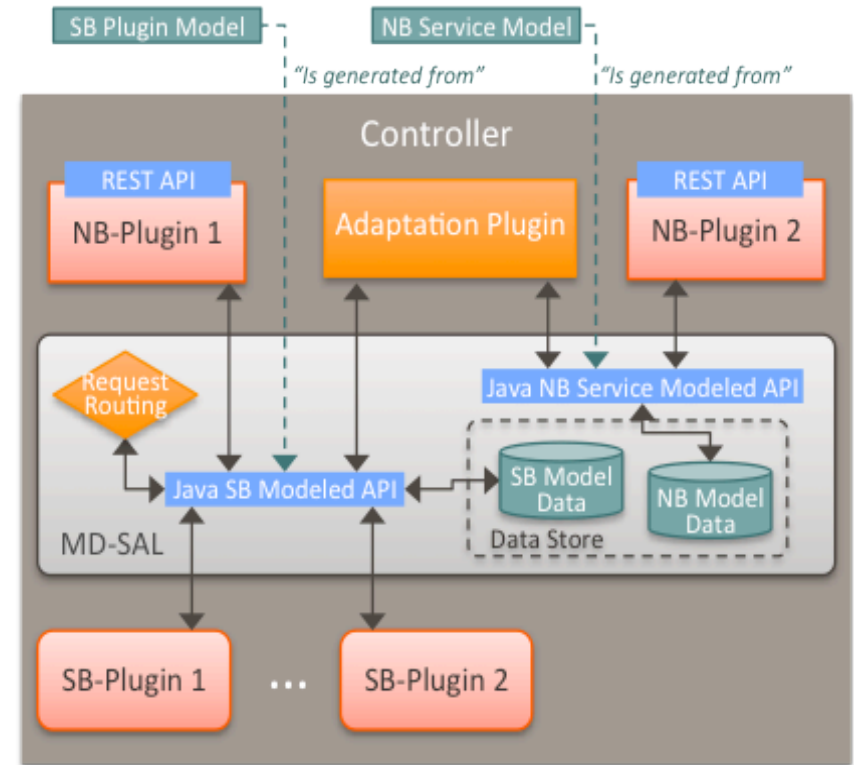 SB Plugin Model
NB Service Model
“Is generated from”
“Is generated from”
Controller
REST API
NB-Plugin 1
Adaptation Plugin
REST API
NB-Plugin 2
Request
Routing
Java NB Service Modeled API
Java SB Modeled API
SB Model
Data
NB Model
Data
MD-SAL
Data Store
SB-Plugin 1
...
SB-Plugin 2